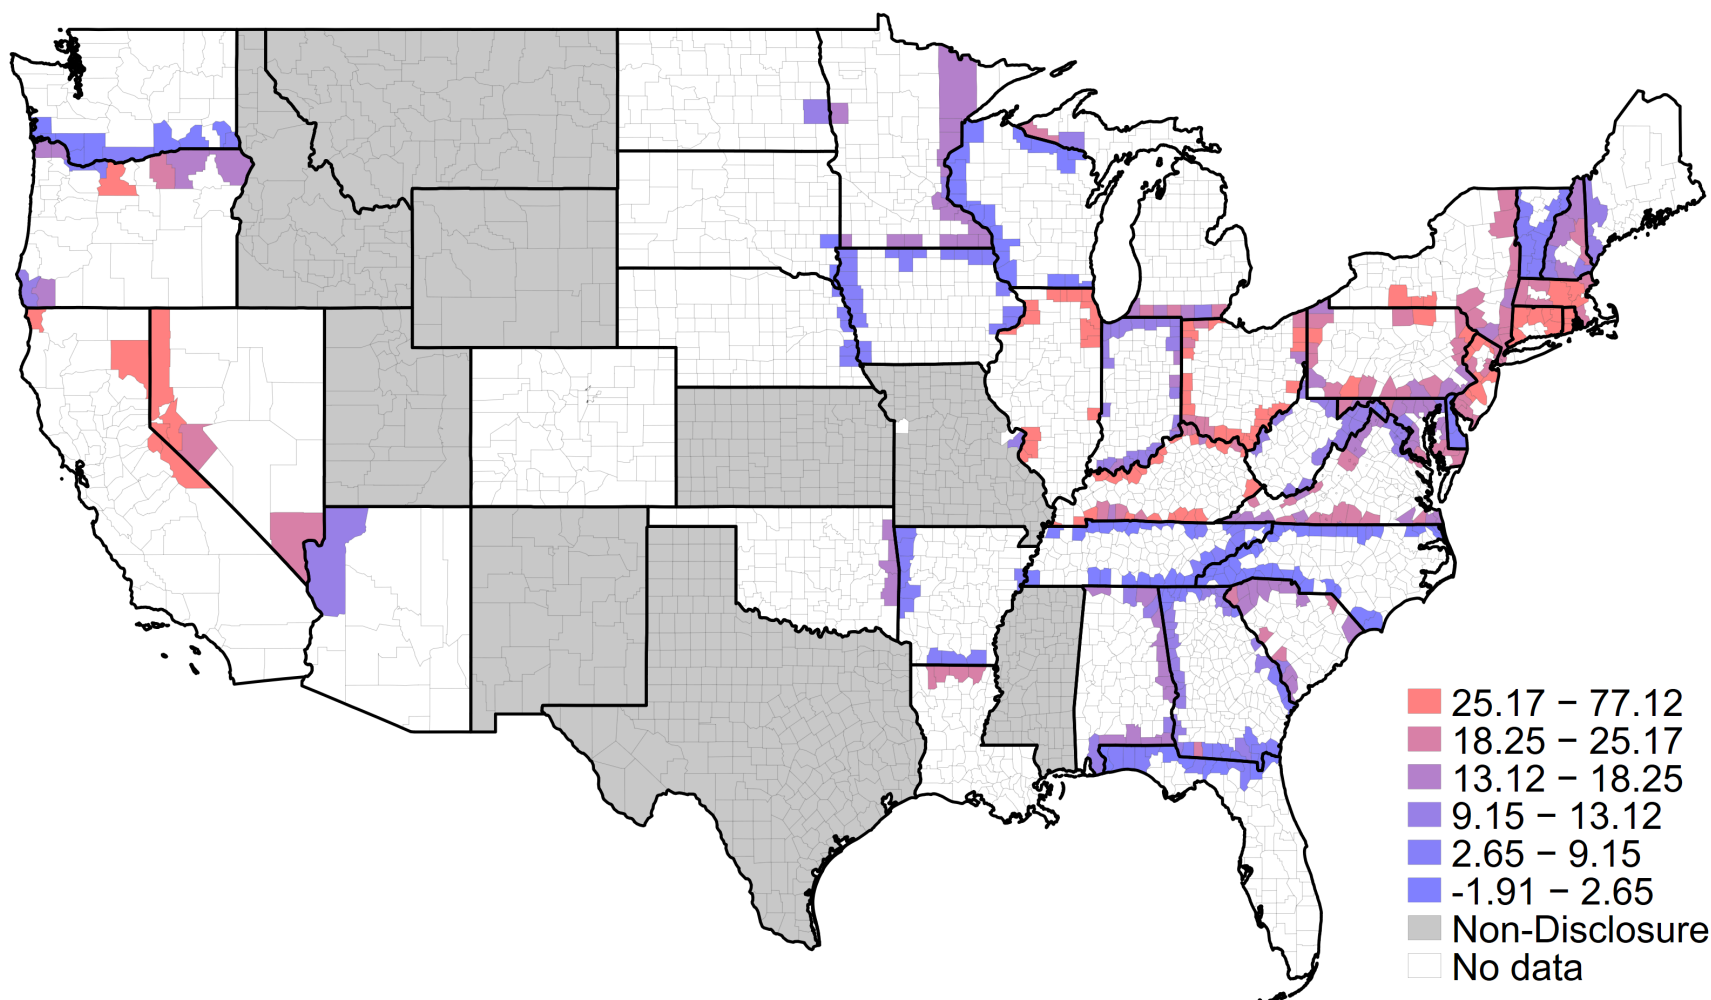 25.17 − 77.12
18.25 − 25.17
13.12 − 18.25
9.15 − 13.12
2.65 − 9.15
-1.91 − 2.65
Non−Disclosure
No data